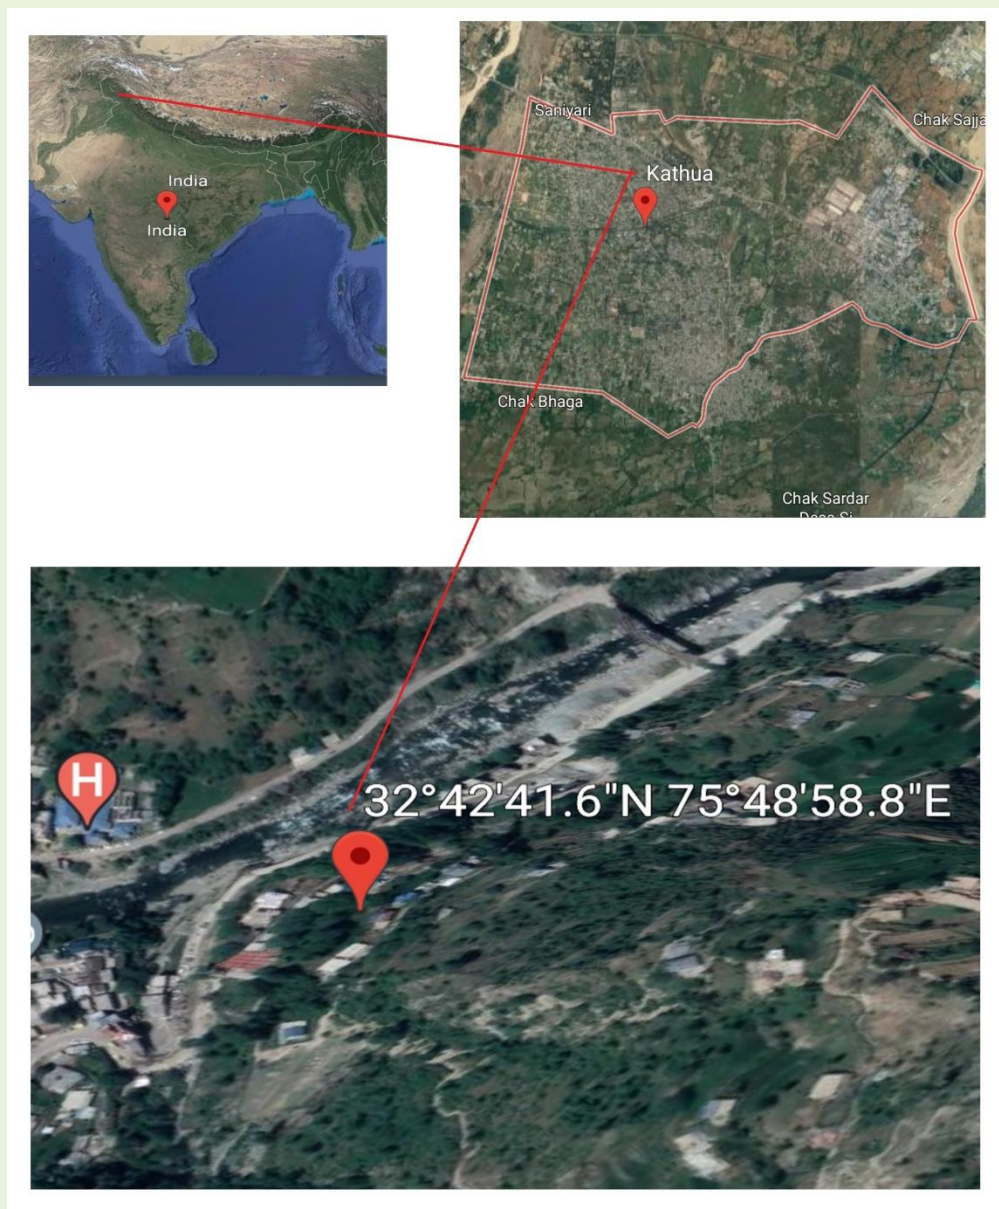 India
India
Saniyari
Chak Sajja
Kathua
Chak Bhaga
Chak Sardar
H
32°42'41.6"N 75°48'58.8"E